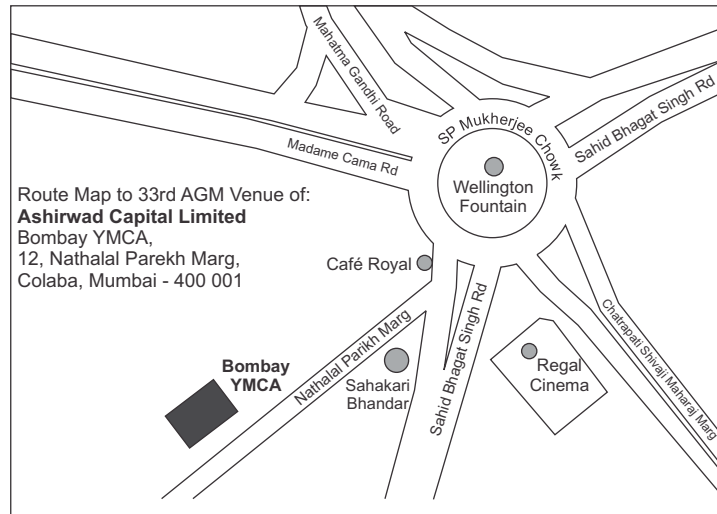 Mahatma Gandhi Road
SP Mukherjee Chowk
Sahid Bhagat Singh Rd
Madame Cama Rd
Wellington
Fountain
Route Map to 33rd AGM Venue of:
Ashirwad Capital Limited
Bombay YMCA,
12, Nathalal Parekh Marg,
Colaba, Mumbai - 400 001
Café Royal
Nathalal Parikh Marg
Sahid Bhagat Singh Rd
Chatrapati Shivaji Maharaj Marg
Bombay
YMCA
Sahakari
Bhandar
Regal
Cinema